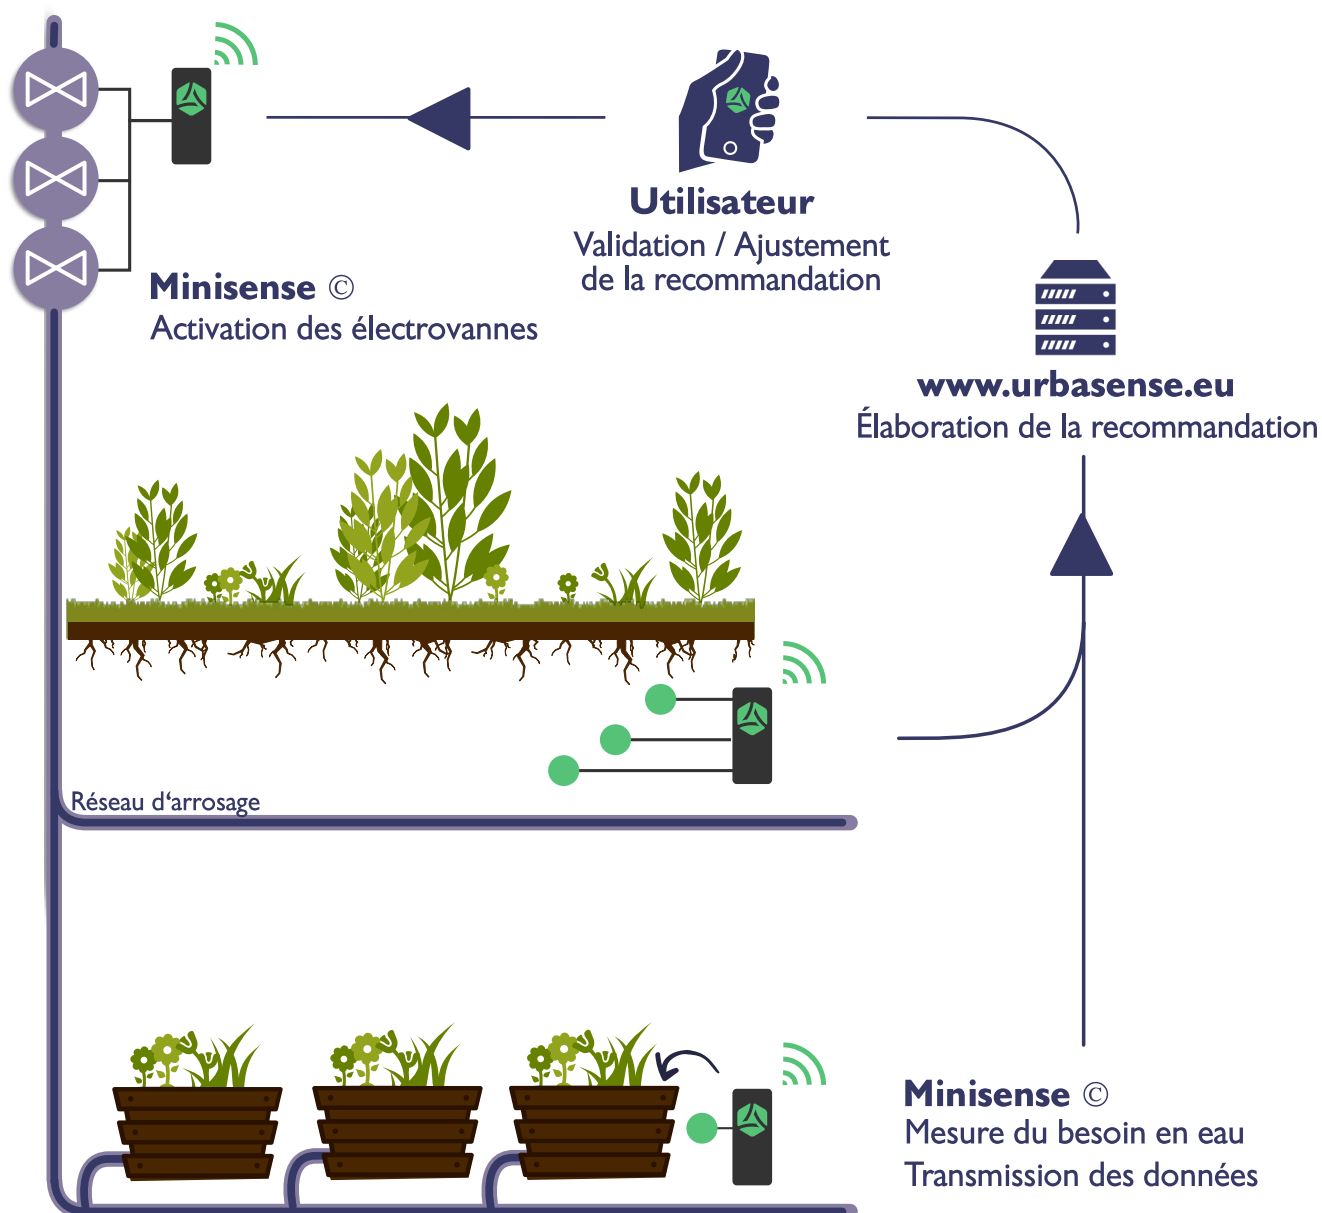 Utilisateur
Validation / Ajustement
de la recommandation
Minisense ©
Activation des électrovannes
www.urbasense.eu
Élaboration de la recommandation
Réseau d‘arrosage
Minisense ©
Mesure du besoin en eau
Transmission des données